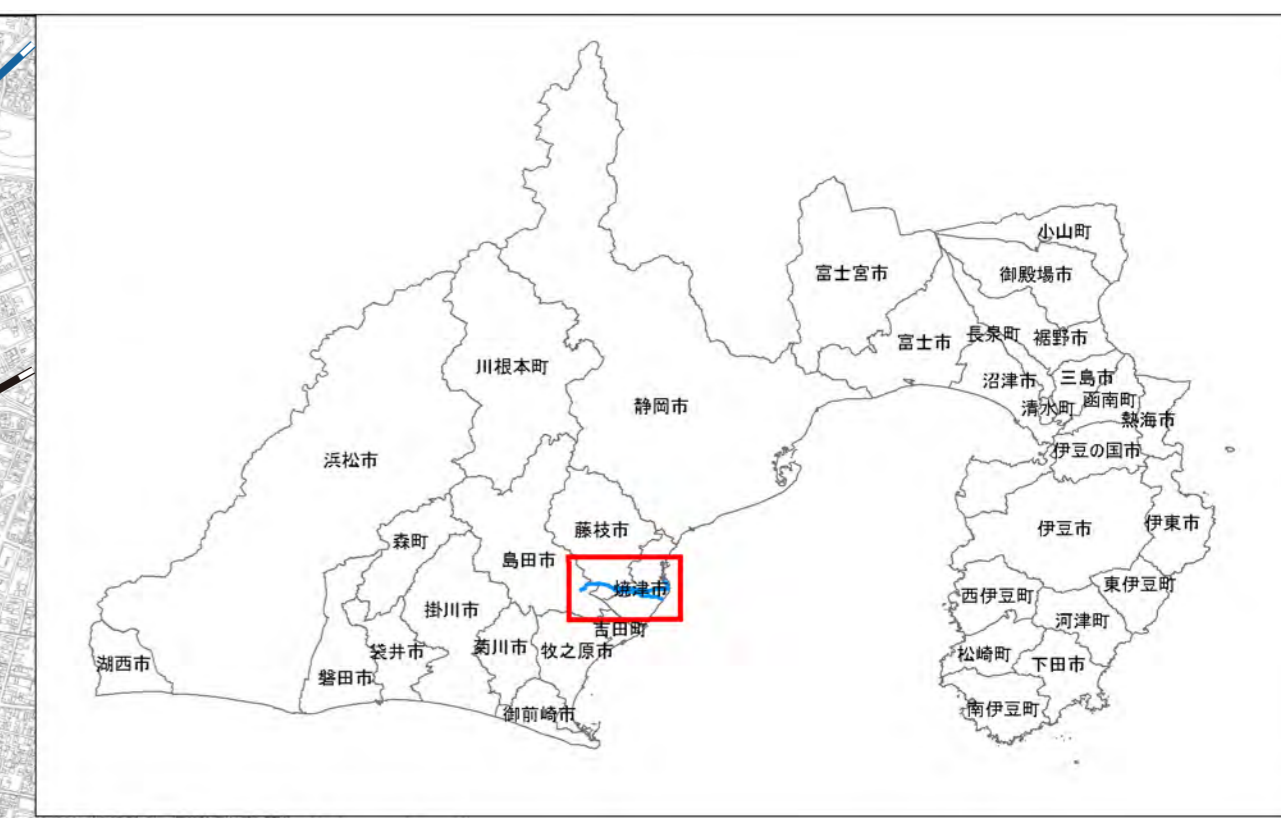 小山町
富士宮市
御殿場市
富士市
長泉町
裾野市
川根本町
沼津市
三島市
静岡市
清水町
函南町
熱海市
浜松市
伊豆の国市
藤枝市
伊豆市
伊東市
森町
島田市
焼津市
東伊豆町
西伊豆町
掛川市
河津町
吉田町
湖西市
袋井市
菊川市
牧之原市
松崎町
下田市
磐田市
御前崎市
南伊豆町